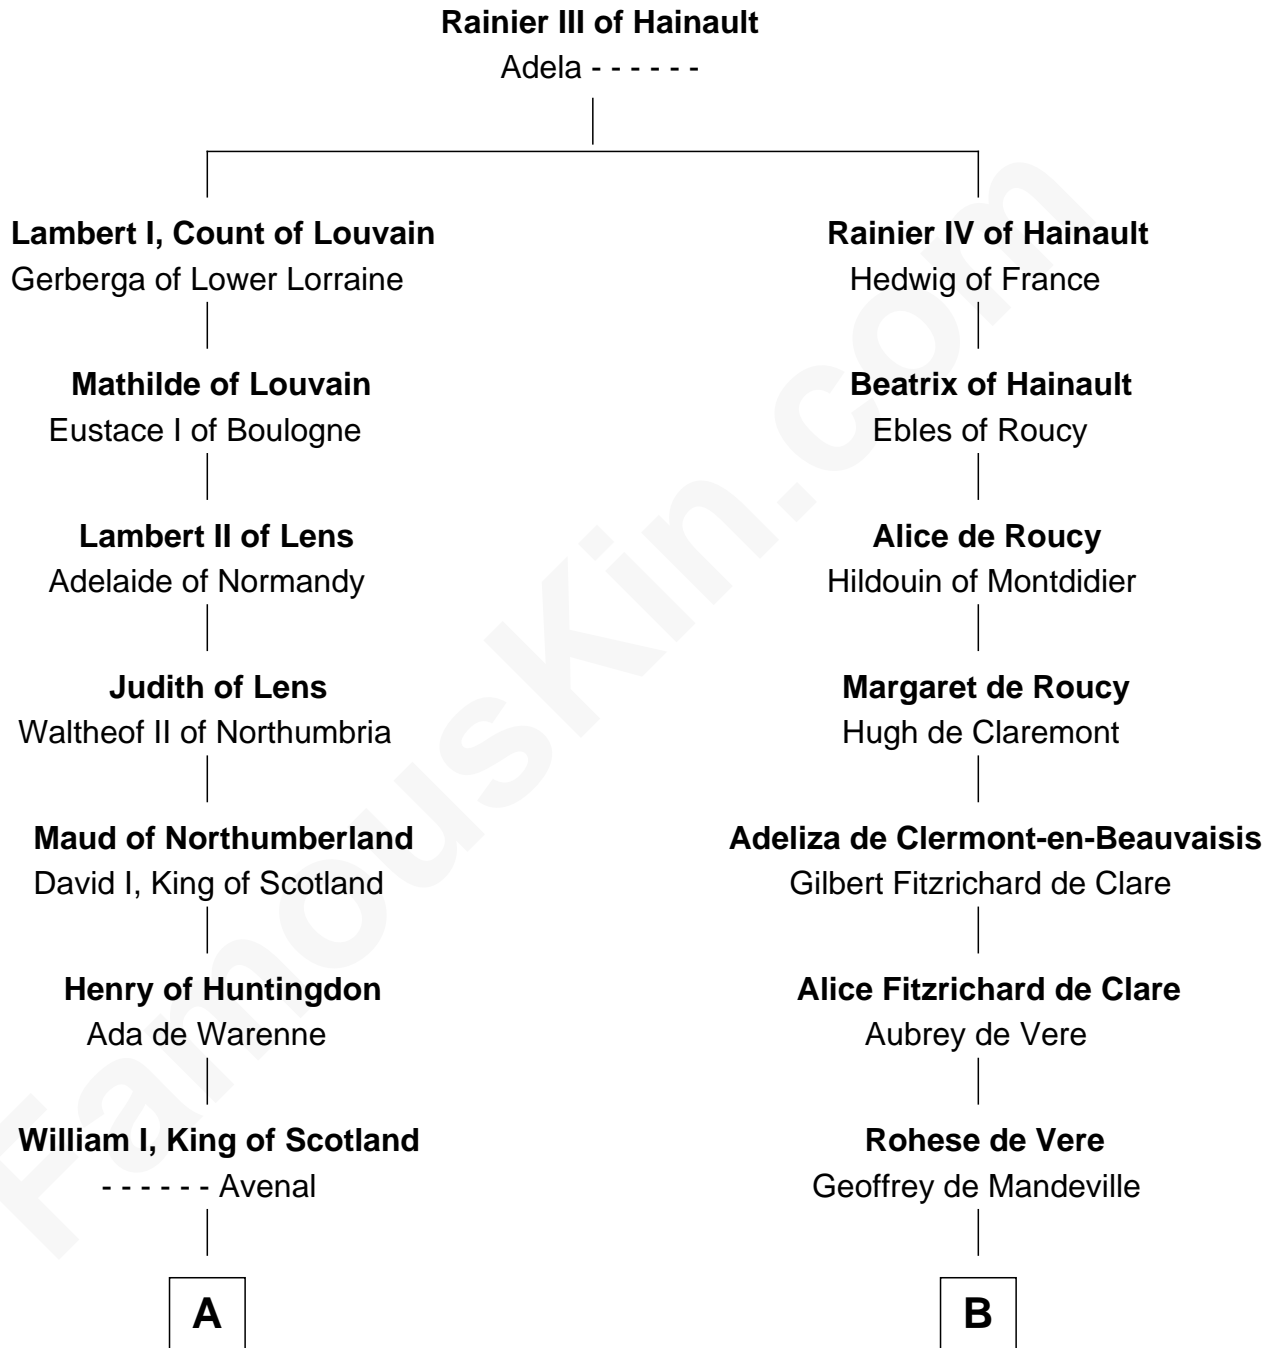 Rainier III of Hainault
Adela - - - - - -
Lambert I, Count of Louvain
Gerberga of Lower Lorraine
Mathilde of Louvain
Eustace I of Boulogne
Lambert II of Lens
Adelaide of Normandy
Judith of Lens
Waltheof II of Northumbria
Maud of Northumberland
David I, King of Scotland
Henry of Huntingdon
Ada de Warenne
William I, King of Scotland
- - - - - - Avenal
A
Rainier IV of Hainault
Hedwig of France
Beatrix of Hainault
Ebles of Roucy
Alice de Roucy
Hildouin of Montdidier
Margaret de Roucy
Hugh de Claremont
Adeliza de Clermont-en-Beauvaisis
Gilbert Fitzrichard de Clare
Alice Fitzrichard de Clare
Aubrey de Vere
Rohese de Vere
Geoffrey de Mandeville
B
FamousKin.com